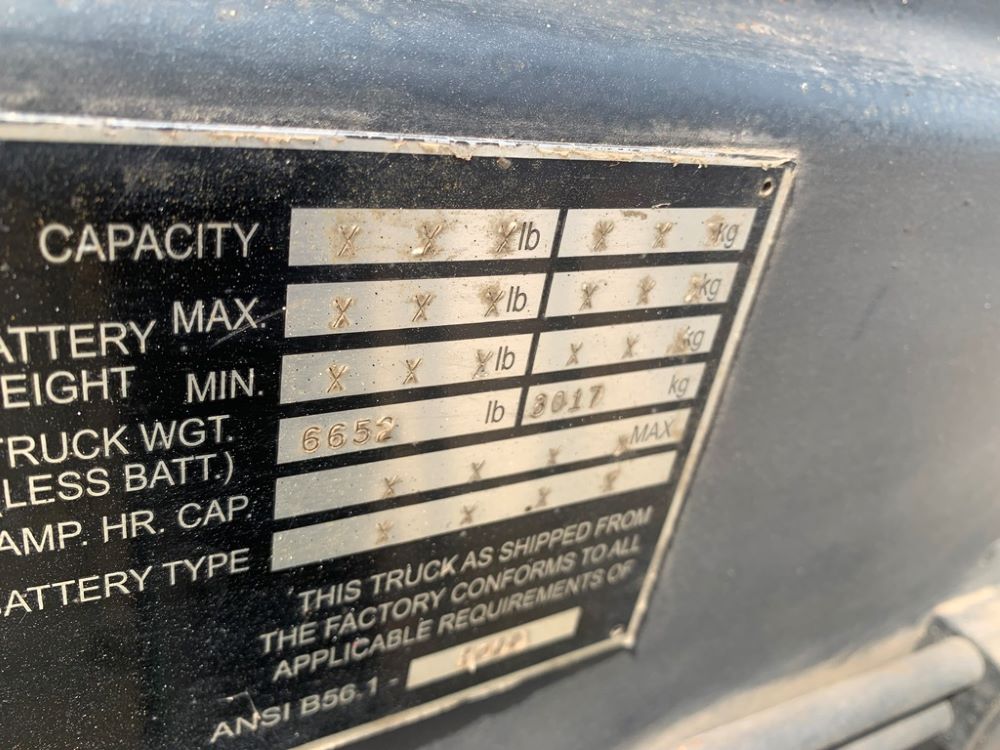 CAPACITY X X X lb X X X kg
MAX. X X X lb X X X kg
ATTERY
EIGHT MIN. X X X lb X X X kg
TRUCK WGT. 6652 lb 3017 kg
(LESS BATT.)
AMP. HR. CAP. X X X X MAX
BATTERY TYPE X X X X
THIS TRUCK AS SHIPPED FROM
THE FACTORY CONFORMS TO ALL
APPLICABLE REQUIREMENTS OF
ANSI B56.1 -